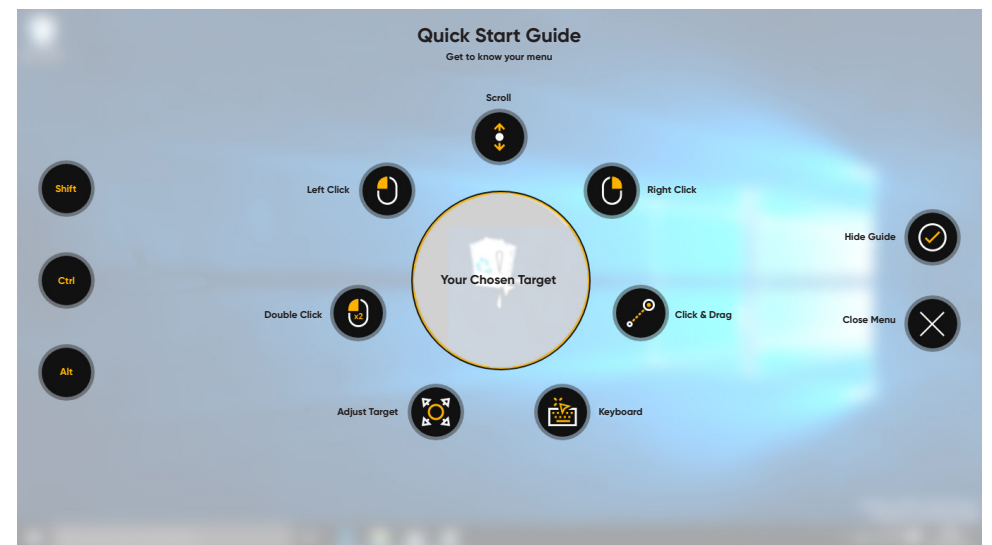 Quick Start Guide
Get to know your menu
Scroll
Left Click
Right Click
Shift
Hide Guide
Your Chosen Target
Ctrl
Double Click
x2
Click & Drag
Close Menu
Alt
Adjust Target
Keyboard